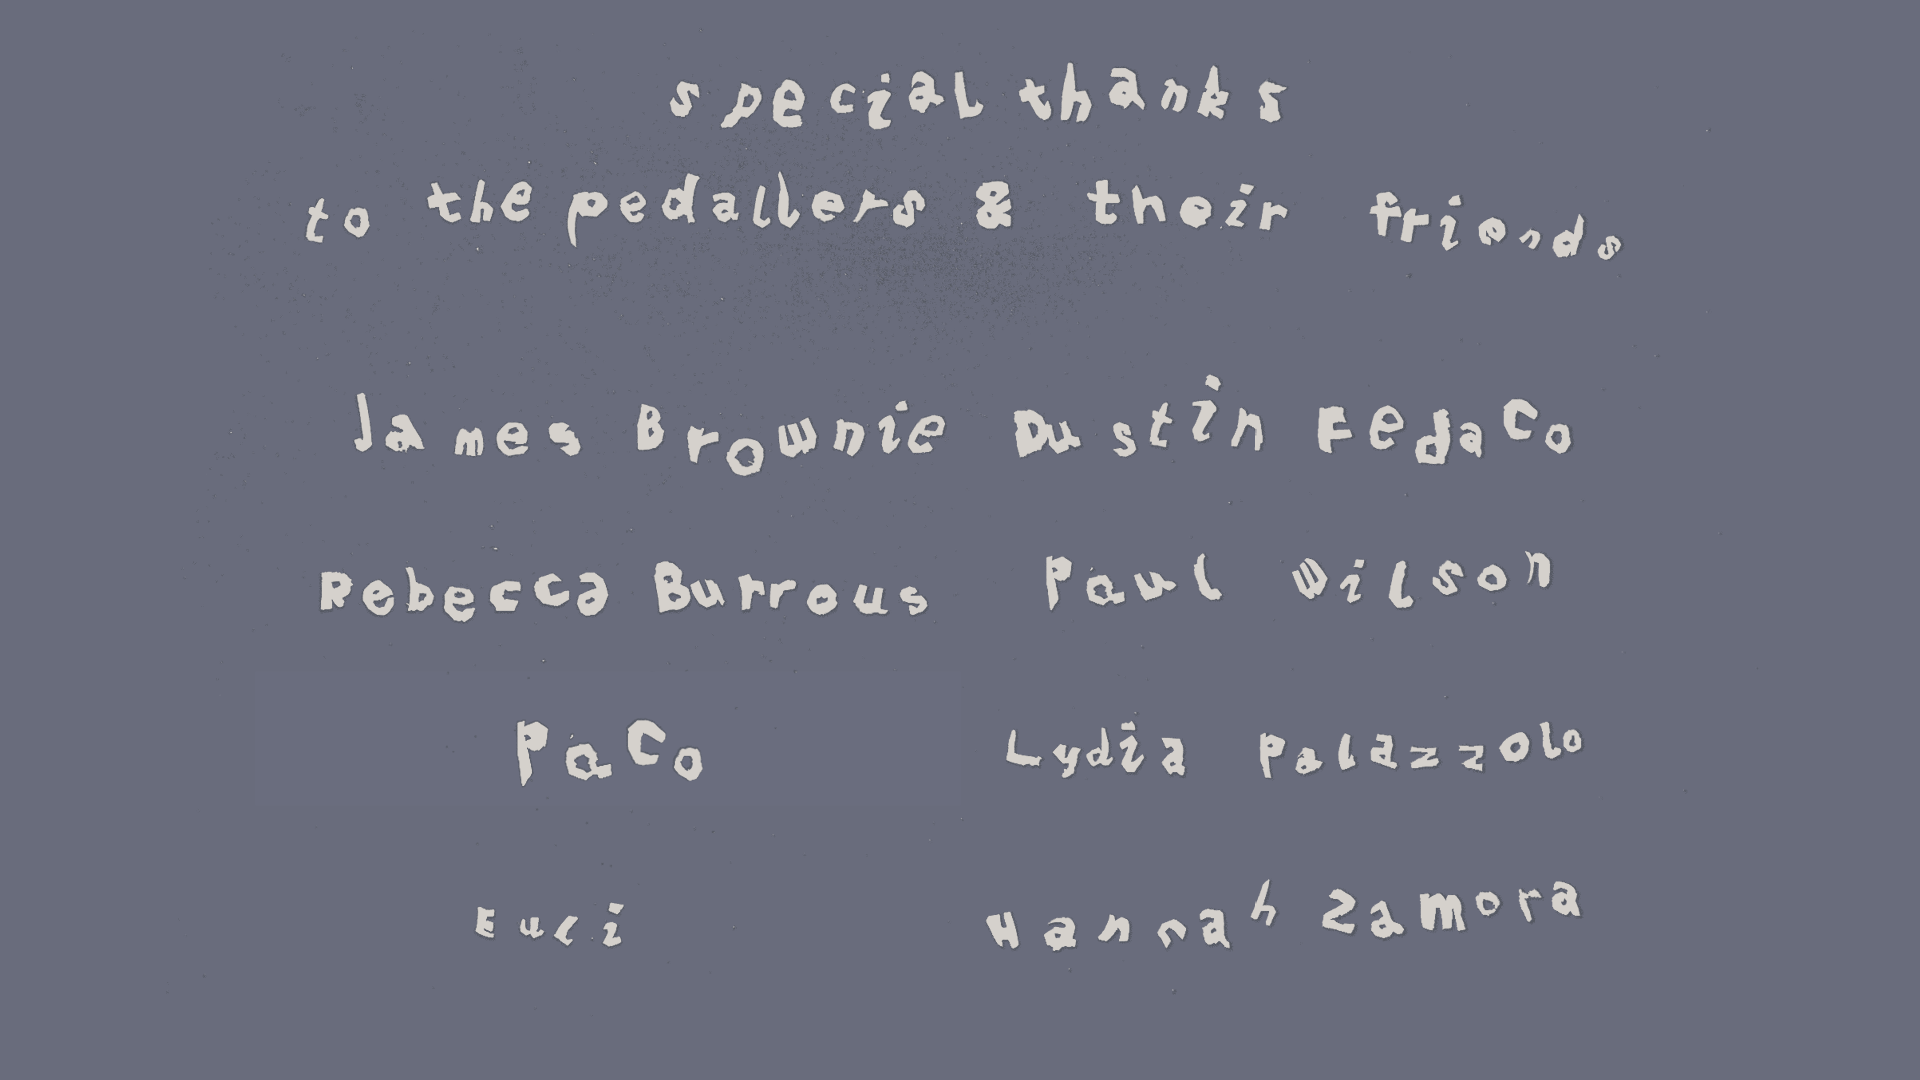 special thanks
to the pedallers & their friends
James Brownie Dustin Fedaco
Rebecca Burrous Paul Wilson
Paco Lydia Palazzolo
Euli Hannah Zamora